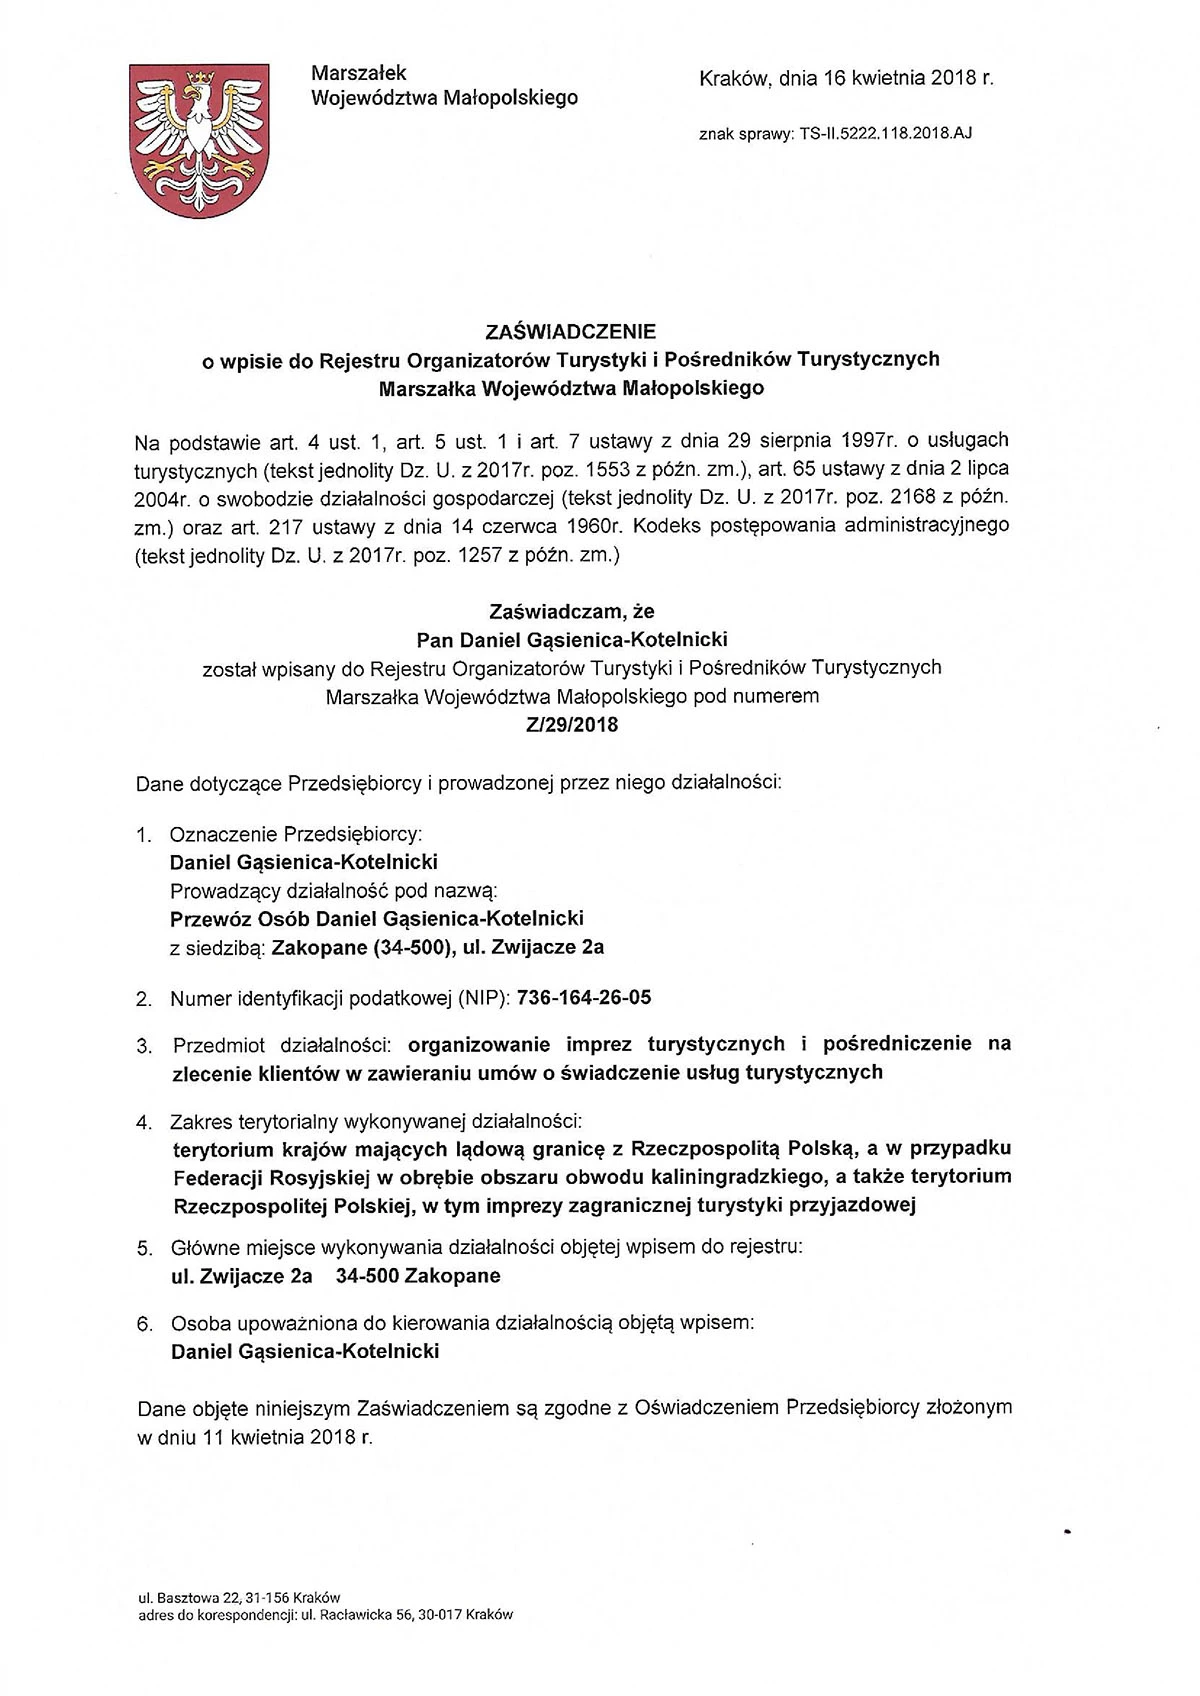 Marszałek
Województwa Małopolskiego
Kraków, dnia 16 kwietnia 2018 r.
znak sprawy: TS-II.5222.118.2018.AJ
ZAŚWIADCZENIE
o wpisie do Rejestru Organizatorów Turystyki i Pośredników Turystycznych
Marszałka Województwa Małopolskiego
Na podstawie art. 4 ust. 1, art. 5 ust. 1 i art. 7 ustawy z dnia 29 sierpnia 1997r. o usługach
turystycznych (tekst jednolity Dz. U. z 2017r. poz. 1553 z późn. zm.), art. 65 ustawy z dnia 2 lipca
2004r. o swobodzie działalności gospodarczej (tekst jednolity Dz. U. z 2017r. poz. 2168 z późn.
zm.) oraz art. 217 ustawy z dnia 14 czerwca 1960r. Kodeks postępowania administracyjnego
(tekst jednolity Dz. U. z 2017r. poz. 1257 z późn. zm.)
Zaświadczam, że
Pan Daniel Gąsienica-Kotelnicki
został wpisany do Rejestru Organizatorów Turystyki i Pośredników Turystycznych
Marszałka Województwa Małopolskiego pod numerem
Z/29/2018
Dane dotyczące Przedsiębiorcy i prowadzonej przez niego działalności:
1. Oznaczenie Przedsiębiorcy:
Daniel Gąsienica-Kotelnicki
Prowadzący działalność pod nazwą:
Przewóz Osób Daniel Gąsienica-Kotelnicki
z siedzibą: Zakopane (34-500), ul. Zwijacze 2a
2. Numer identyfikacji podatkowej (NIP): 736-164-26-05
3. Przedmiot działalności: organizowanie imprez turystycznych i pośredniczenie na
zlecenie klientów w zawieraniu umów o świadczenie usług turystycznych
4. Zakres terytorialny wykonywanej działalności:
terytorium krajów mających lądową granicę z Rzeczpospolitą Polską, a w przypadku
Federacji Rosyjskiej w obrębie obszaru obwodu kaliningradzkiego, a także terytorium
Rzeczpospolitej Polskiej, w tym imprezy zagranicznej turystyki przyjazdowej
5. Główne miejsce wykonywania działalności objętej wpisem do rejestru:
ul. Zwijacze 2a 34-500 Zakopane
6. Osoba upoważniona do kierowania działalnością objętą wpisem:
Daniel Gąsienica-Kotelnicki
Dane objęte niniejszym Zaświadczeniem są zgodne z Oświadczeniem Przedsiębiorcy złożonym
w dniu 11 kwietnia 2018 r.
ul. Basztowa 22, 31-156 Kraków
adres do korespondencji: ul. Racławicka 56, 30-017 Kraków